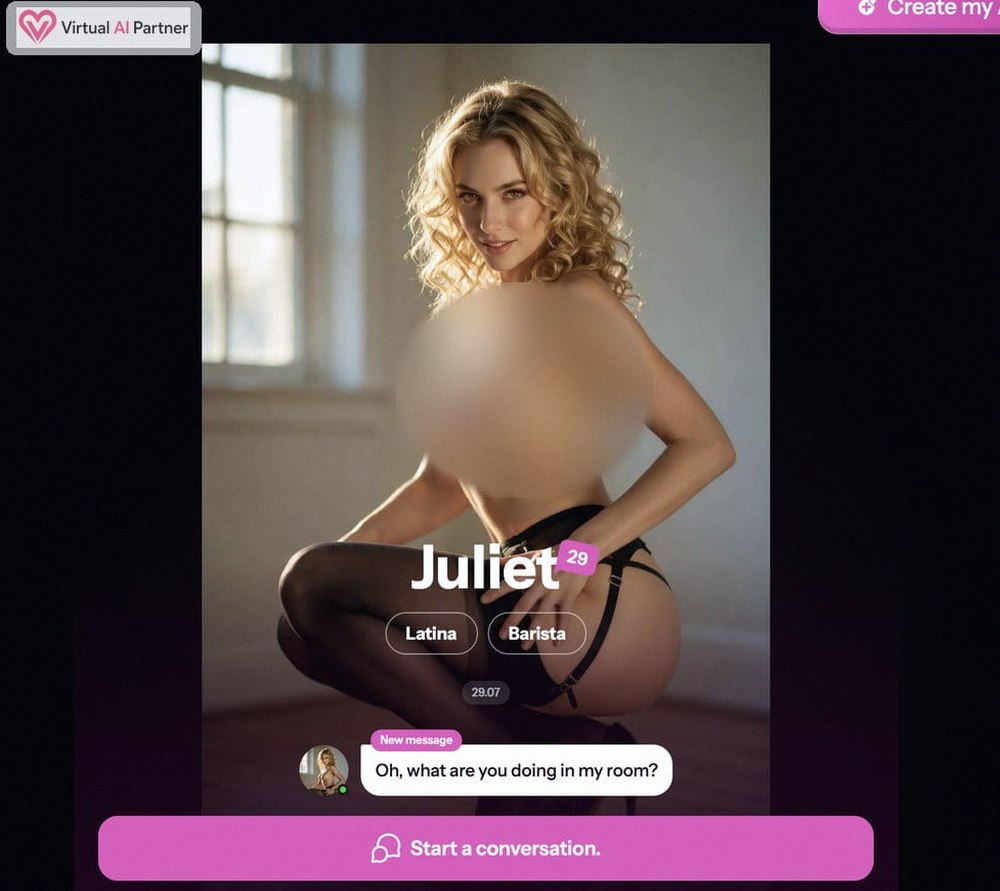 Virtual AI Partner
Create my
Juliet
29
Latina
Barista
29.07
New message
Oh, what are you doing in my room?
Start a conversation.